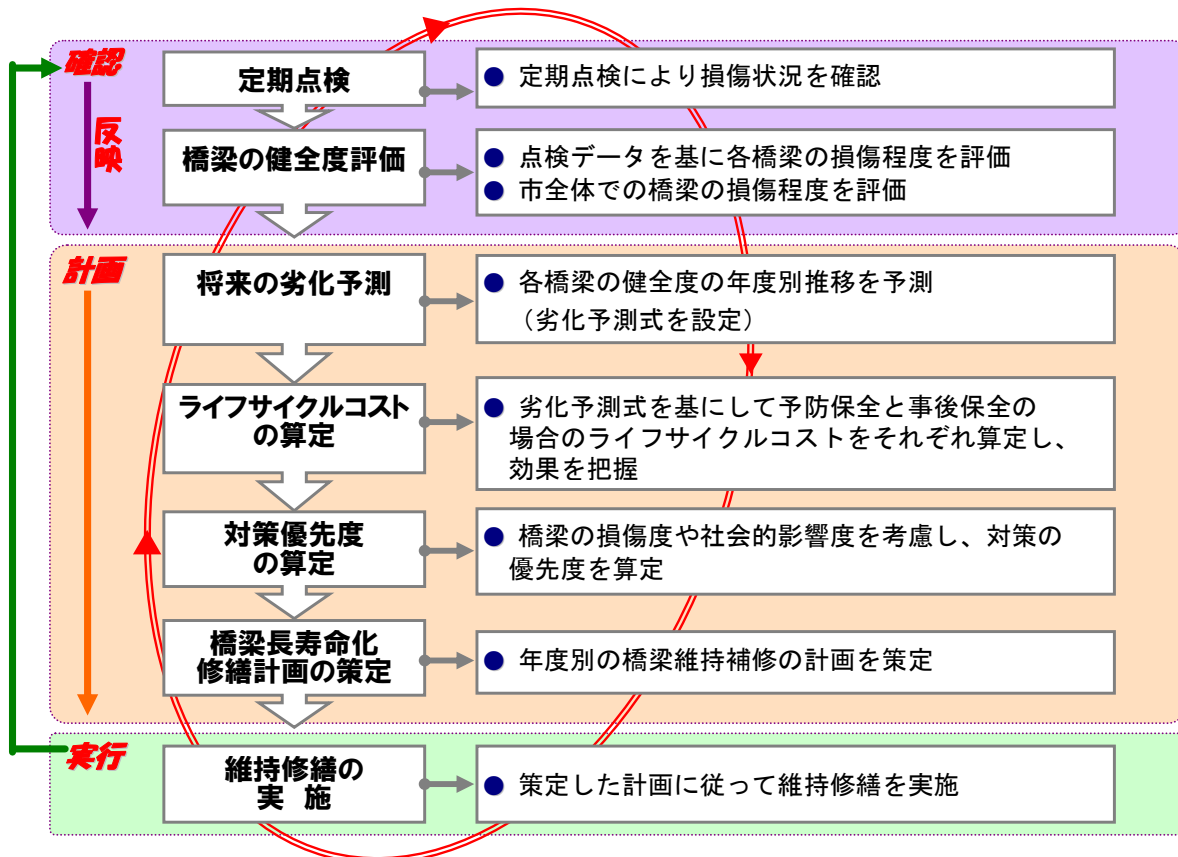 確認
定期点検
● 定期点検により損傷状況を確認
反映
橋梁の健全度評価
● 点検データを基に各橋梁の損傷程度を評価
● 市全体での橋梁の損傷程度を評価
計画
将来の劣化予測
● 各橋梁の健全度の年度別推移を予測
（劣化予測式を設定）
ライフサイクルコスト
の算定
● 劣化予測式を基にして予防保全と事後保全の
場合のライフサイクルコストをそれぞれ算定し、
効果を把握
対策優先度
の算定
● 橋梁の損傷度や社会的影響度を考慮し、対策の
優先度を算定
橋梁長寿命化
修繕計画の策定
● 年度別の橋梁維持補修の計画を策定
実行
維持修繕の
実 施
● 策定した計画に従って維持修繕を実施